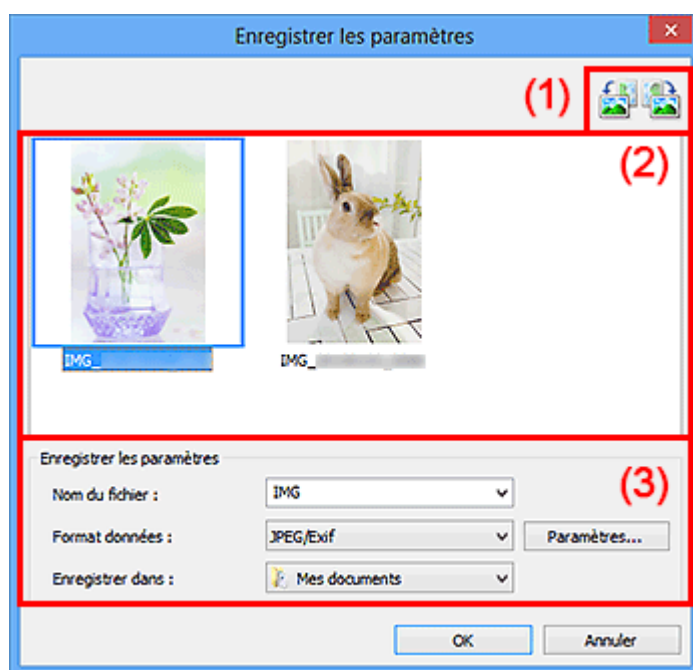 Enregistrer les paramètres
(1)
(2)
IMG_
IMG_
Enregistrer les paramètres
(3)
Nom du fichier :
IMG
Format données :
JPEG/Exif
Paramètres...
Enregistrer dans :
Mes documents
OK
Annuler